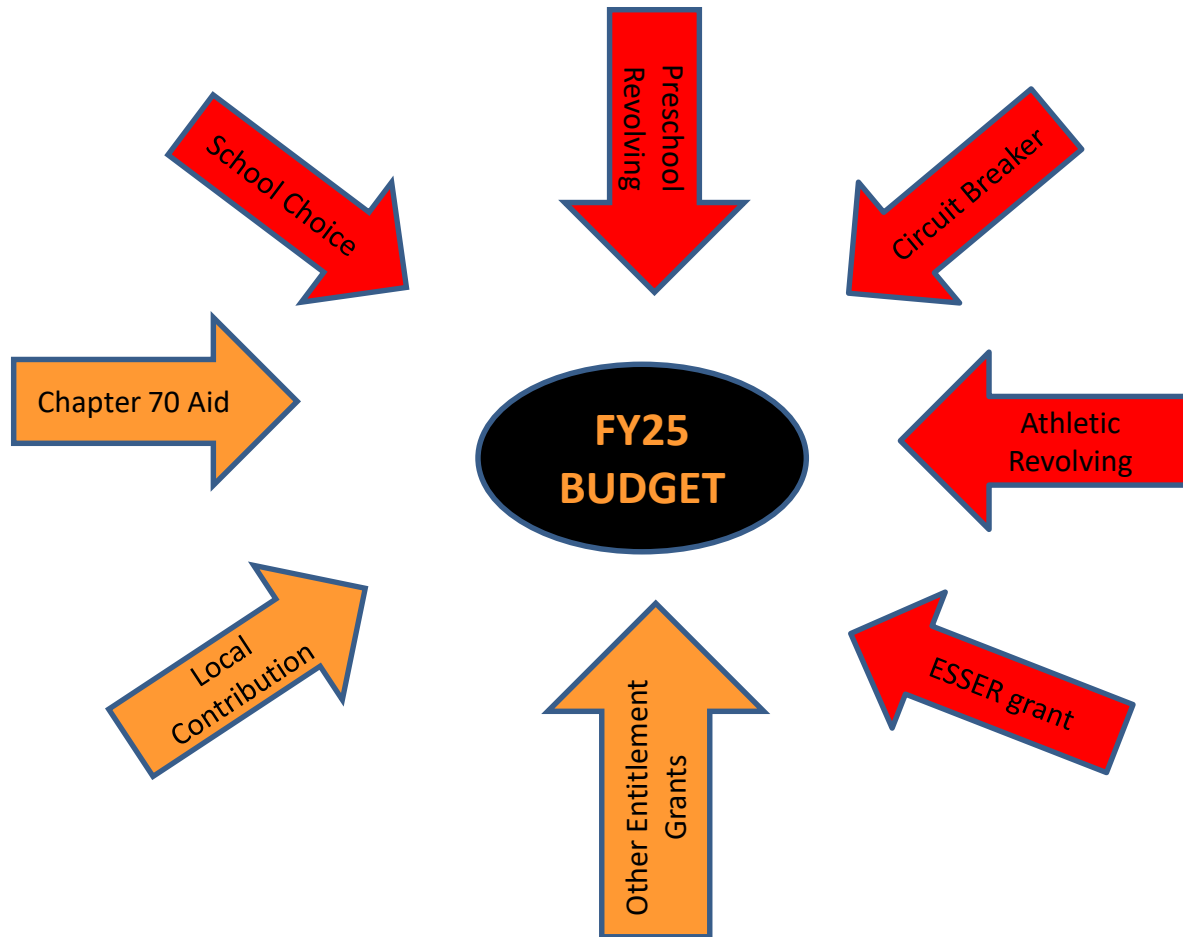 Preschool
Revolving
School Choice
Circuit Breaker
Chapter 70 Aid
FY25
BUDGET
Athletic
Revolving
Local
Contribution
Other Entitlement
Grants
ESSER grant